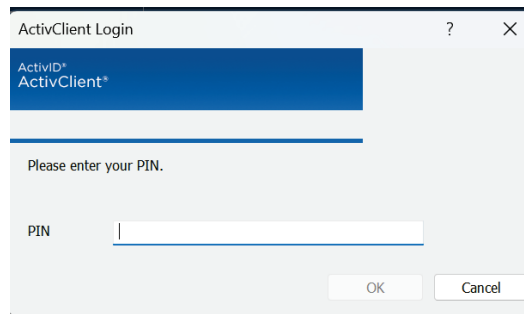 ActivClient Login ?
ActivID®
ActivClient®
Please enter your PIN.
PIN
OK Cancel